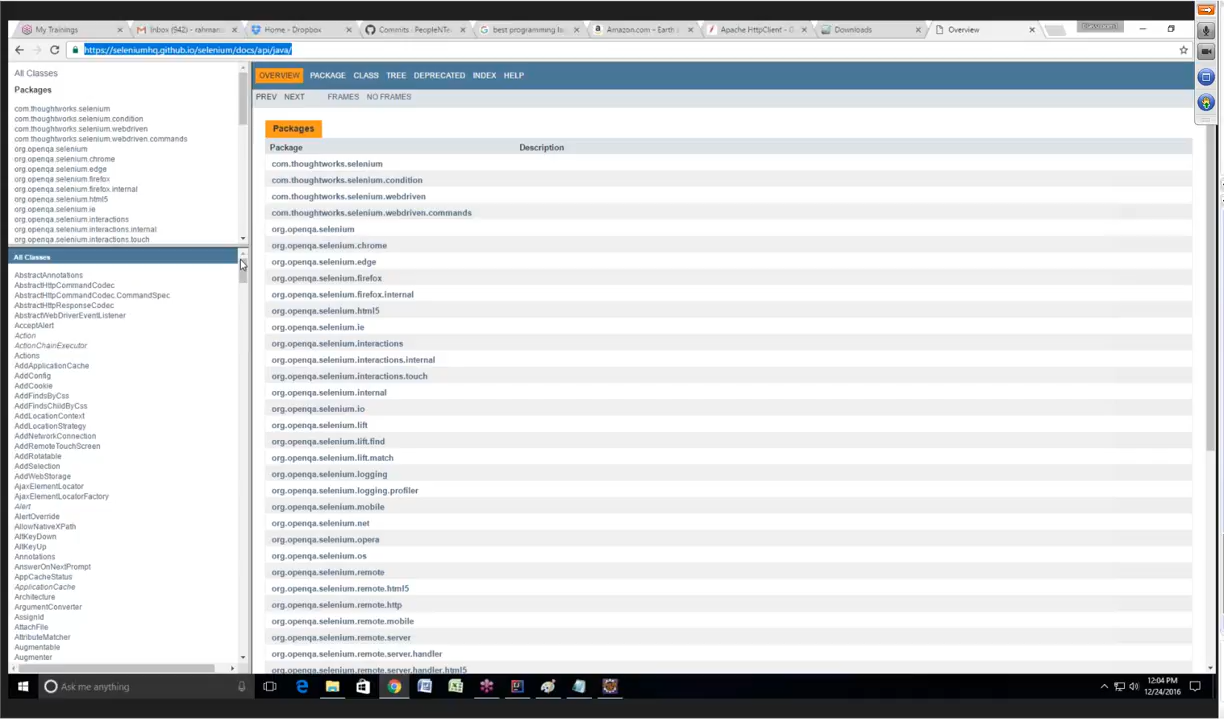 My Trainings
Inbox (942) - rahman
Home - Dropbox
Commits · PeopleNTe
best programming lo
Amazon.com - Earth
Apache HttpClient -
Downloads
Overview
https://seleniumhq.github.io/selenium/docs/api/java/
All Classes
Packages
com.thoughtworks.selenium
com.thoughtworks.selenium.condition
com.thoughtworks.selenium.webdriven
com.thoughtworks.selenium.webdriven.commands
org.openqa.selenium
org.openqa.selenium.chrome
org.openqa.selenium.edge
org.openqa.selenium.firefox
org.openqa.selenium.firefox.internal
org.openqa.selenium.html5
org.openqa.selenium.ie
org.openqa.selenium.interactions
org.openqa.selenium.interactions.internal
org.openqa.selenium.interactions.touch
All Classes
AbstractAnnotations
AbstractHttpCommandCodec
AbstractHttpCommandCodec.CommandSpec
AbstractHttpResponseCodec
AbstractWebDriverEventListener
AcceptAlert
Action
ActionChainExecutor
Actions
AddApplicationCache
AddConfig
AddCookie
AddFindsByCss
AddFindsChildByCss
AddLocationContext
AddLocationStrategy
AddNetworkConnection
AddRemoteTouchScreen
AddRotatable
AddSelection
AddWebStorage
AjaxElementLocator
AjaxElementLocatorFactory
Alert
AlertOverride
AllowNativeXPath
AltKeyDown
AltKeyUp
Annotations
AnswerOnNextPrompt
AppCacheStatus
ApplicationCache
Architecture
ArgumentConverter
AssignId
AttachFile
AttributeMatcher
Augmentable
Augmenter
OVERVIEW PACKAGE CLASS TREE DEPRECATED INDEX HELP
PREV NEXT FRAMES NO FRAMES
Packages
Package Description
com.thoughtworks.selenium
com.thoughtworks.selenium.condition
com.thoughtworks.selenium.webdriven
com.thoughtworks.selenium.webdriven.commands
org.openqa.selenium
org.openqa.selenium.chrome
org.openqa.selenium.edge
org.openqa.selenium.firefox
org.openqa.selenium.firefox.internal
org.openqa.selenium.html5
org.openqa.selenium.ie
org.openqa.selenium.interactions
org.openqa.selenium.interactions.internal
org.openqa.selenium.interactions.touch
org.openqa.selenium.internal
org.openqa.selenium.io
org.openqa.selenium.lift
org.openqa.selenium.lift.find
org.openqa.selenium.lift.match
org.openqa.selenium.logging
org.openqa.selenium.logging.profiler
org.openqa.selenium.mobile
org.openqa.selenium.net
org.openqa.selenium.opera
org.openqa.selenium.os
org.openqa.selenium.remote
org.openqa.selenium.remote.html5
org.openqa.selenium.remote.http
org.openqa.selenium.remote.mobile
org.openqa.selenium.remote.server
org.openqa.selenium.remote.server.handler
org.openqa.selenium.remote.server.handler.html5
Ask me anything
12:04 PM
12/24/2016